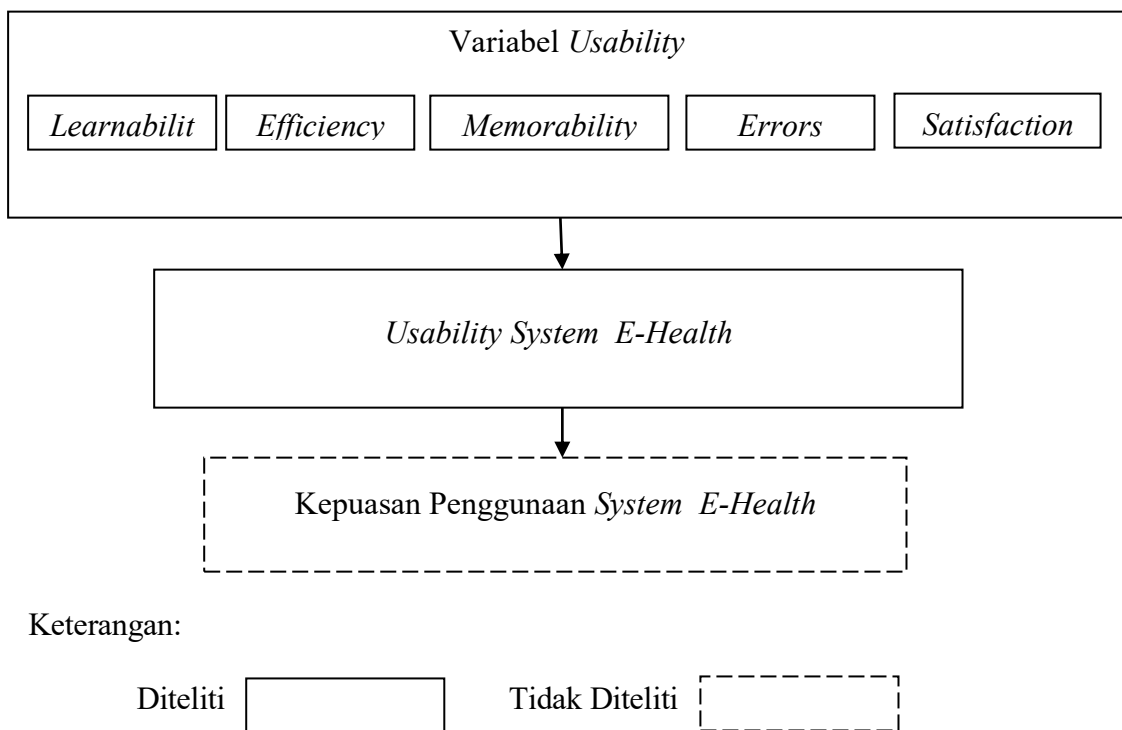 Variabel Usability
Learnabilit Efficiency Memorability Errors Satisfaction
Usability System E-Health
Kepuasan Penggunaan System E-Health
Keterangan:
Diteliti Tidak Diteliti